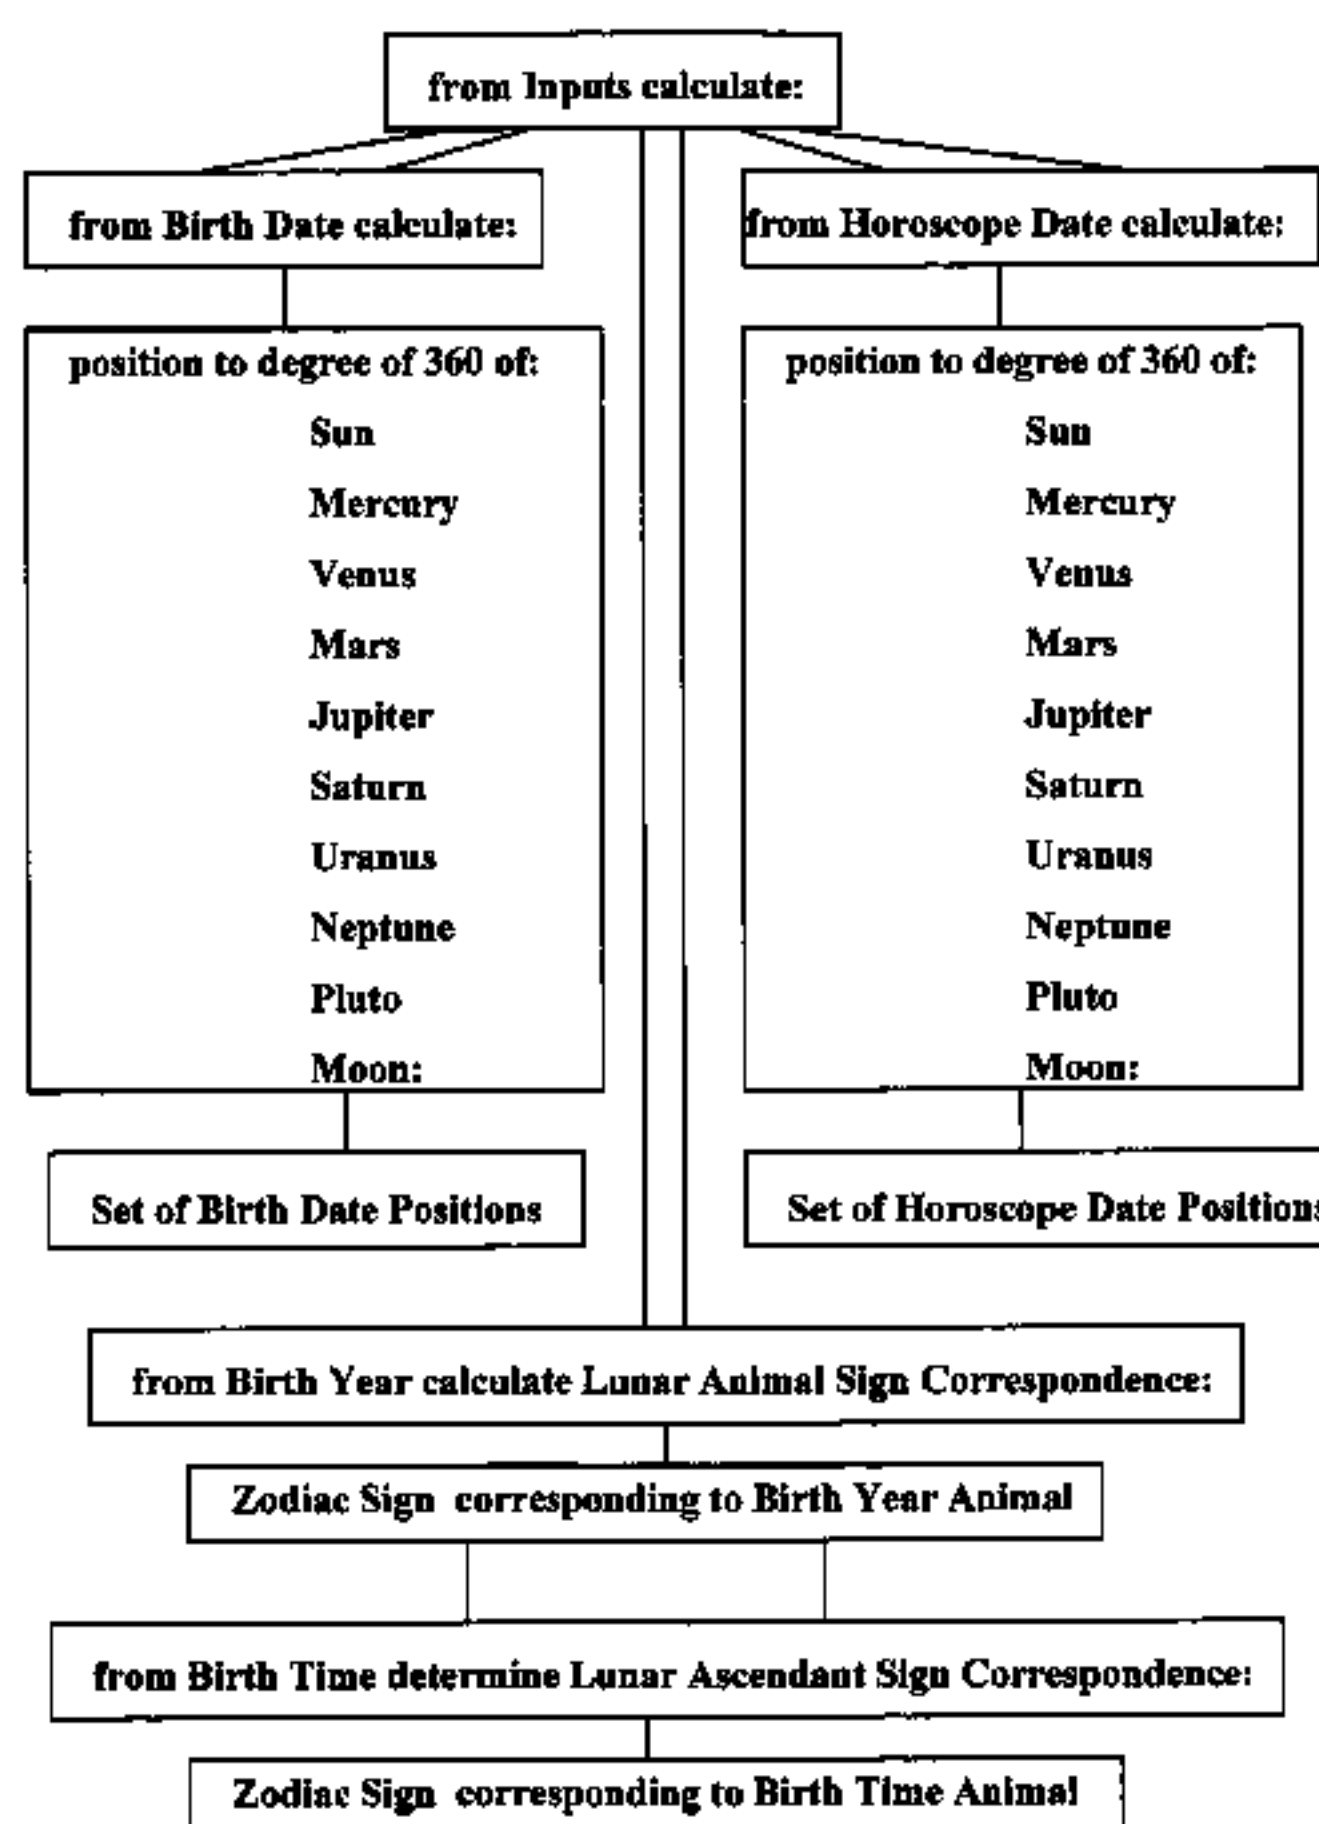 from Inputs calculate:
from Birth Date calculate:
position to degree of 360 of:
Sun
Mercury
Venus
Mars
Jupiter
Saturn
Uranus
Neptune
Pluto
Moon:
Set of Birth Date Positions
from Horoscope Date calculate:
position to degree of 360 of:
Sun
Mercury
Venus
Mars
Jupiter
Saturn
Uranus
Neptune
Pluto
Moon:
Set of Horoscope Date Positions
from Birth Year calculate Lunar Animal Sign Correspondence:
Zodiac Sign corresponding to Birth Year Animal
from Birth Time determine Lunar Ascendant Sign Correspondence:
Zodiac Sign corresponding to Birth Time Animal